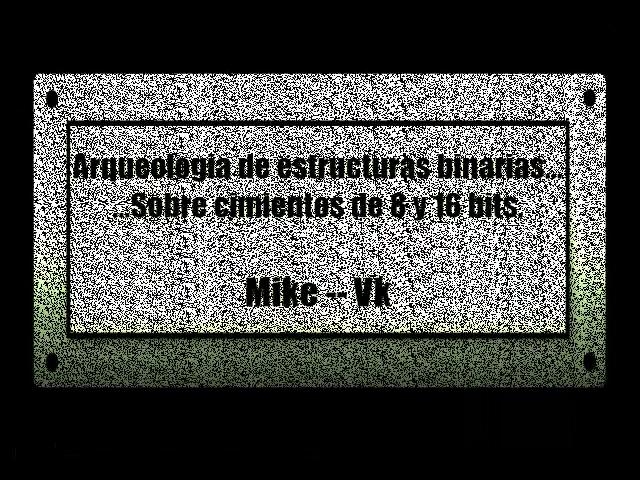 Arqueología de estructuras binarias...
...Sobre cimientos de 8 y 16 bits.
Mike -- Vk